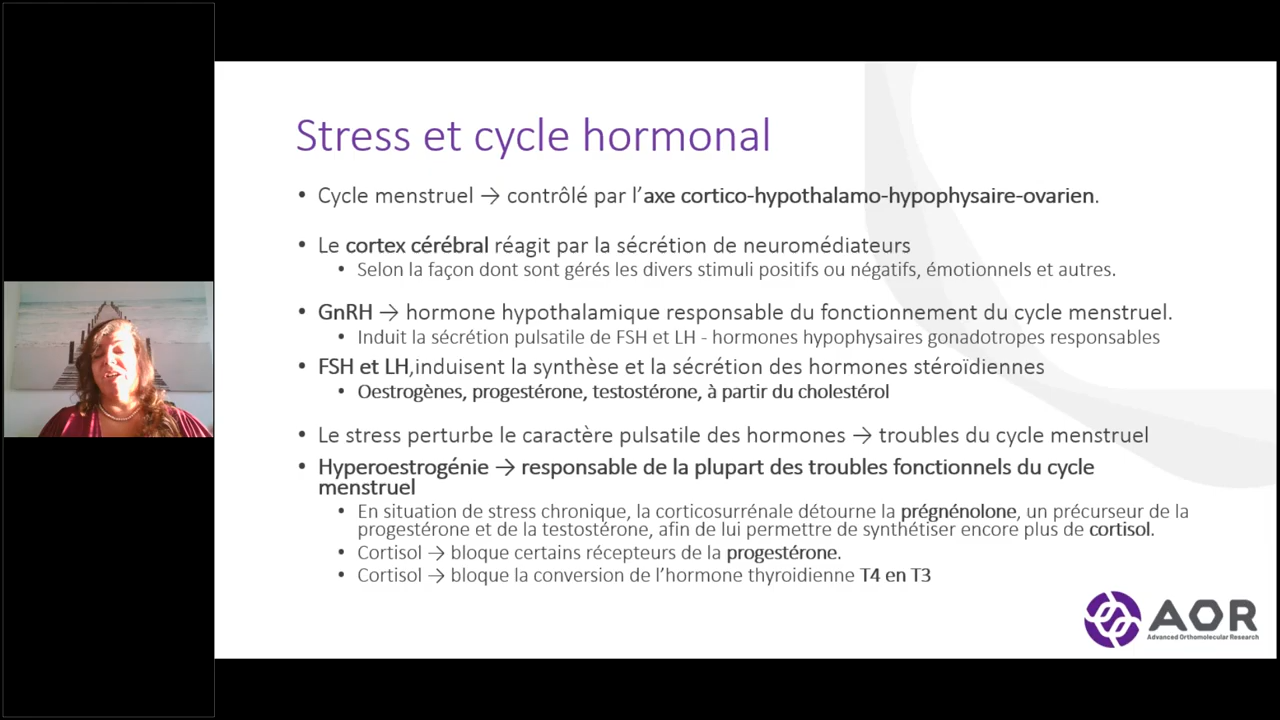 Stress et cycle hormonal
• Cycle menstruel → contrôlé par l’axe cortico-hypothalamo-hypophysaire-ovarien.
• Le cortex cérébral réagit par la sécrétion de neuromédiateurs
• Selon la façon dont sont gérés les divers stimuli positifs ou négatifs, émotionnels et autres.
• GnRH → hormone hypothalamique responsable du fonctionnement du cycle menstruel.
• Induit la sécrétion pulsatile de FSH et LH - hormones hypophysaires gonadotropes responsables
• FSH et LH,induisent la synthèse et la sécrétion des hormones stéroïdiennes
• Oestrogènes, progestérone, testostérone, à partir du cholestérol
• Le stress perturbe le caractère pulsatile des hormones → troubles du cycle menstruel
• Hyperoestrogénie → responsable de la plupart des troubles fonctionnels du cycle
menstruel
• En situation de stress chronique, la corticosurrénale détourne la prégnénolone, un précurseur de la
progestérone et de la testostérone, afin de lui permettre de synthétiser encore plus de cortisol.
• Cortisol → bloque certains récepteurs de la progestérone.
• Cortisol → bloque la conversion de l’hormone thyroidienne T4 en T3
AOR
Advanced Orthomolecular Research